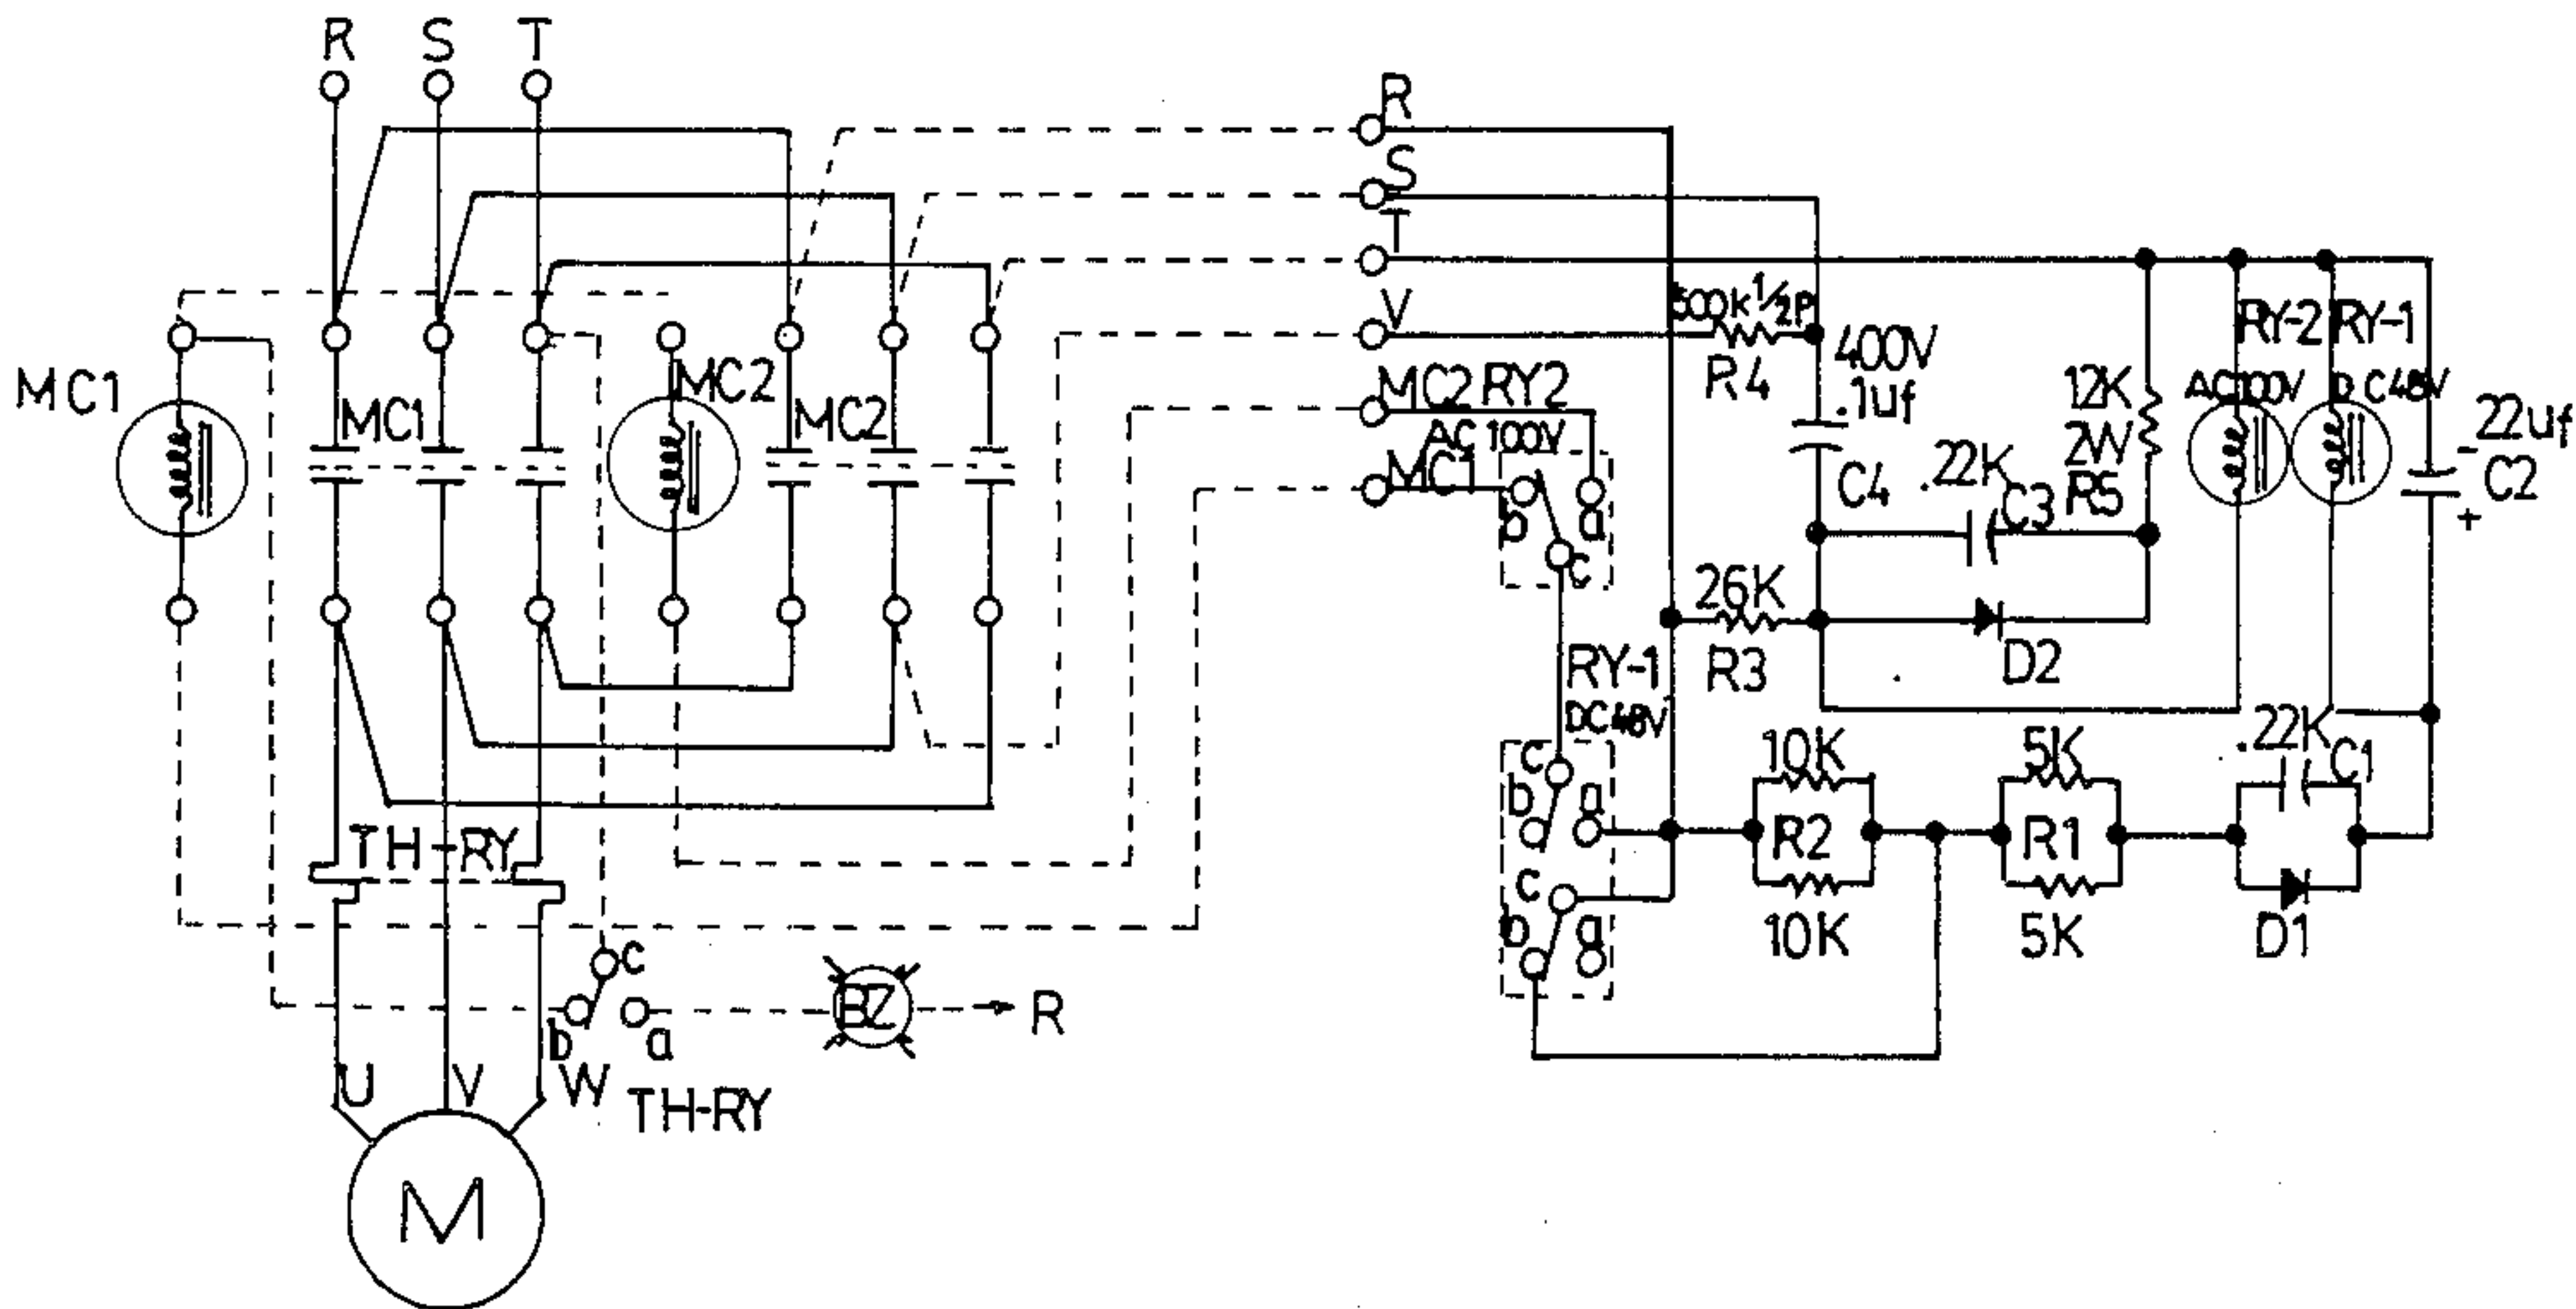 R S T
R
S
T
V
500K 1/2P
R4
400V
.1uf
C4
RY-2 RY-1
AC100V DC48V
12K
2W
R5
-
22uf
C2
+
MC1
MC1
MC2
MC2
MC2 RY2
AC 100V
MC1
b a
c
.22K
C3
26K
R3
D2
RY-1
DC48V
c
b a
c
b a
10K
R2
10K
5K
R1
5K
.22K
C1
D1
TH-RY
c
b a
BZ
R
U V W
TH-RY
M